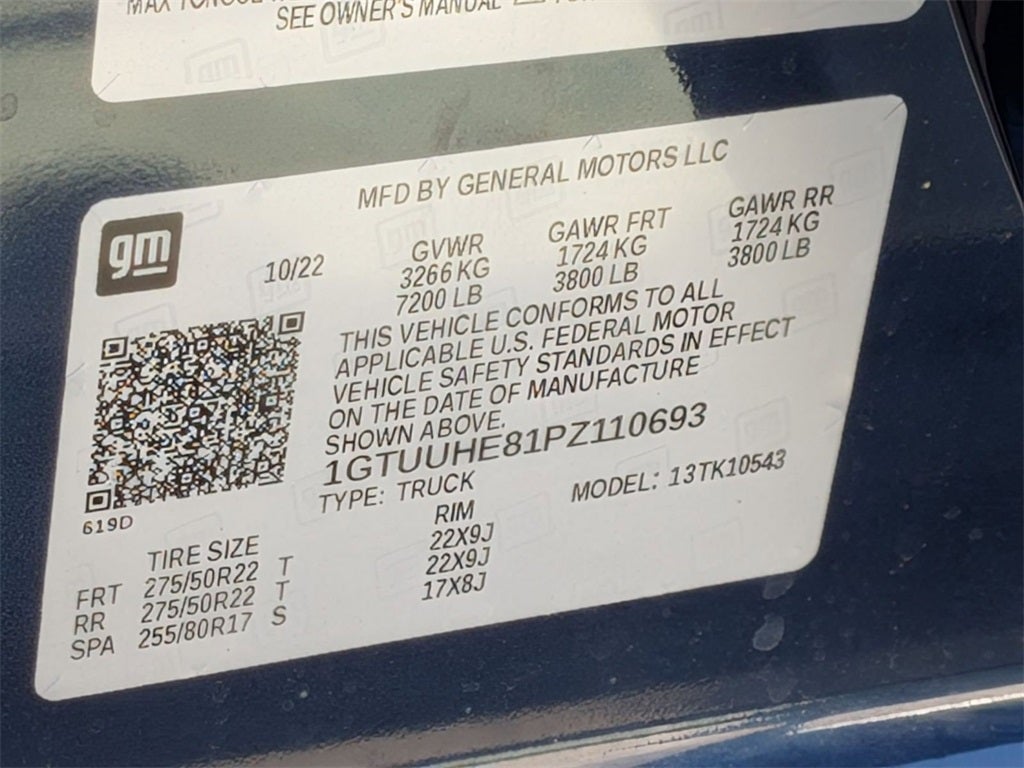 MAX TONGUE
SEE OWNER'S MANUAL
gm
MFD BY GENERAL MOTORS LLC
10/22
GVWR GAWR FRT GAWR RR
3266 KG 1724 KG 1724 KG
7200 LB 3800 LB 3800 LB
THIS VEHICLE CONFORMS TO ALL
APPLICABLE U.S. FEDERAL MOTOR
VEHICLE SAFETY STANDARDS IN EFFECT
ON THE DATE OF MANUFACTURE
SHOWN ABOVE.
1GTUUHE81PZ110693
TYPE: TRUCK MODEL: 13TK10543
619D
TIRE SIZE RIM
FRT 275/50R22 T 22X9J
RR 275/50R22 T 22X9J
SPA 255/80R17 S 17X8J